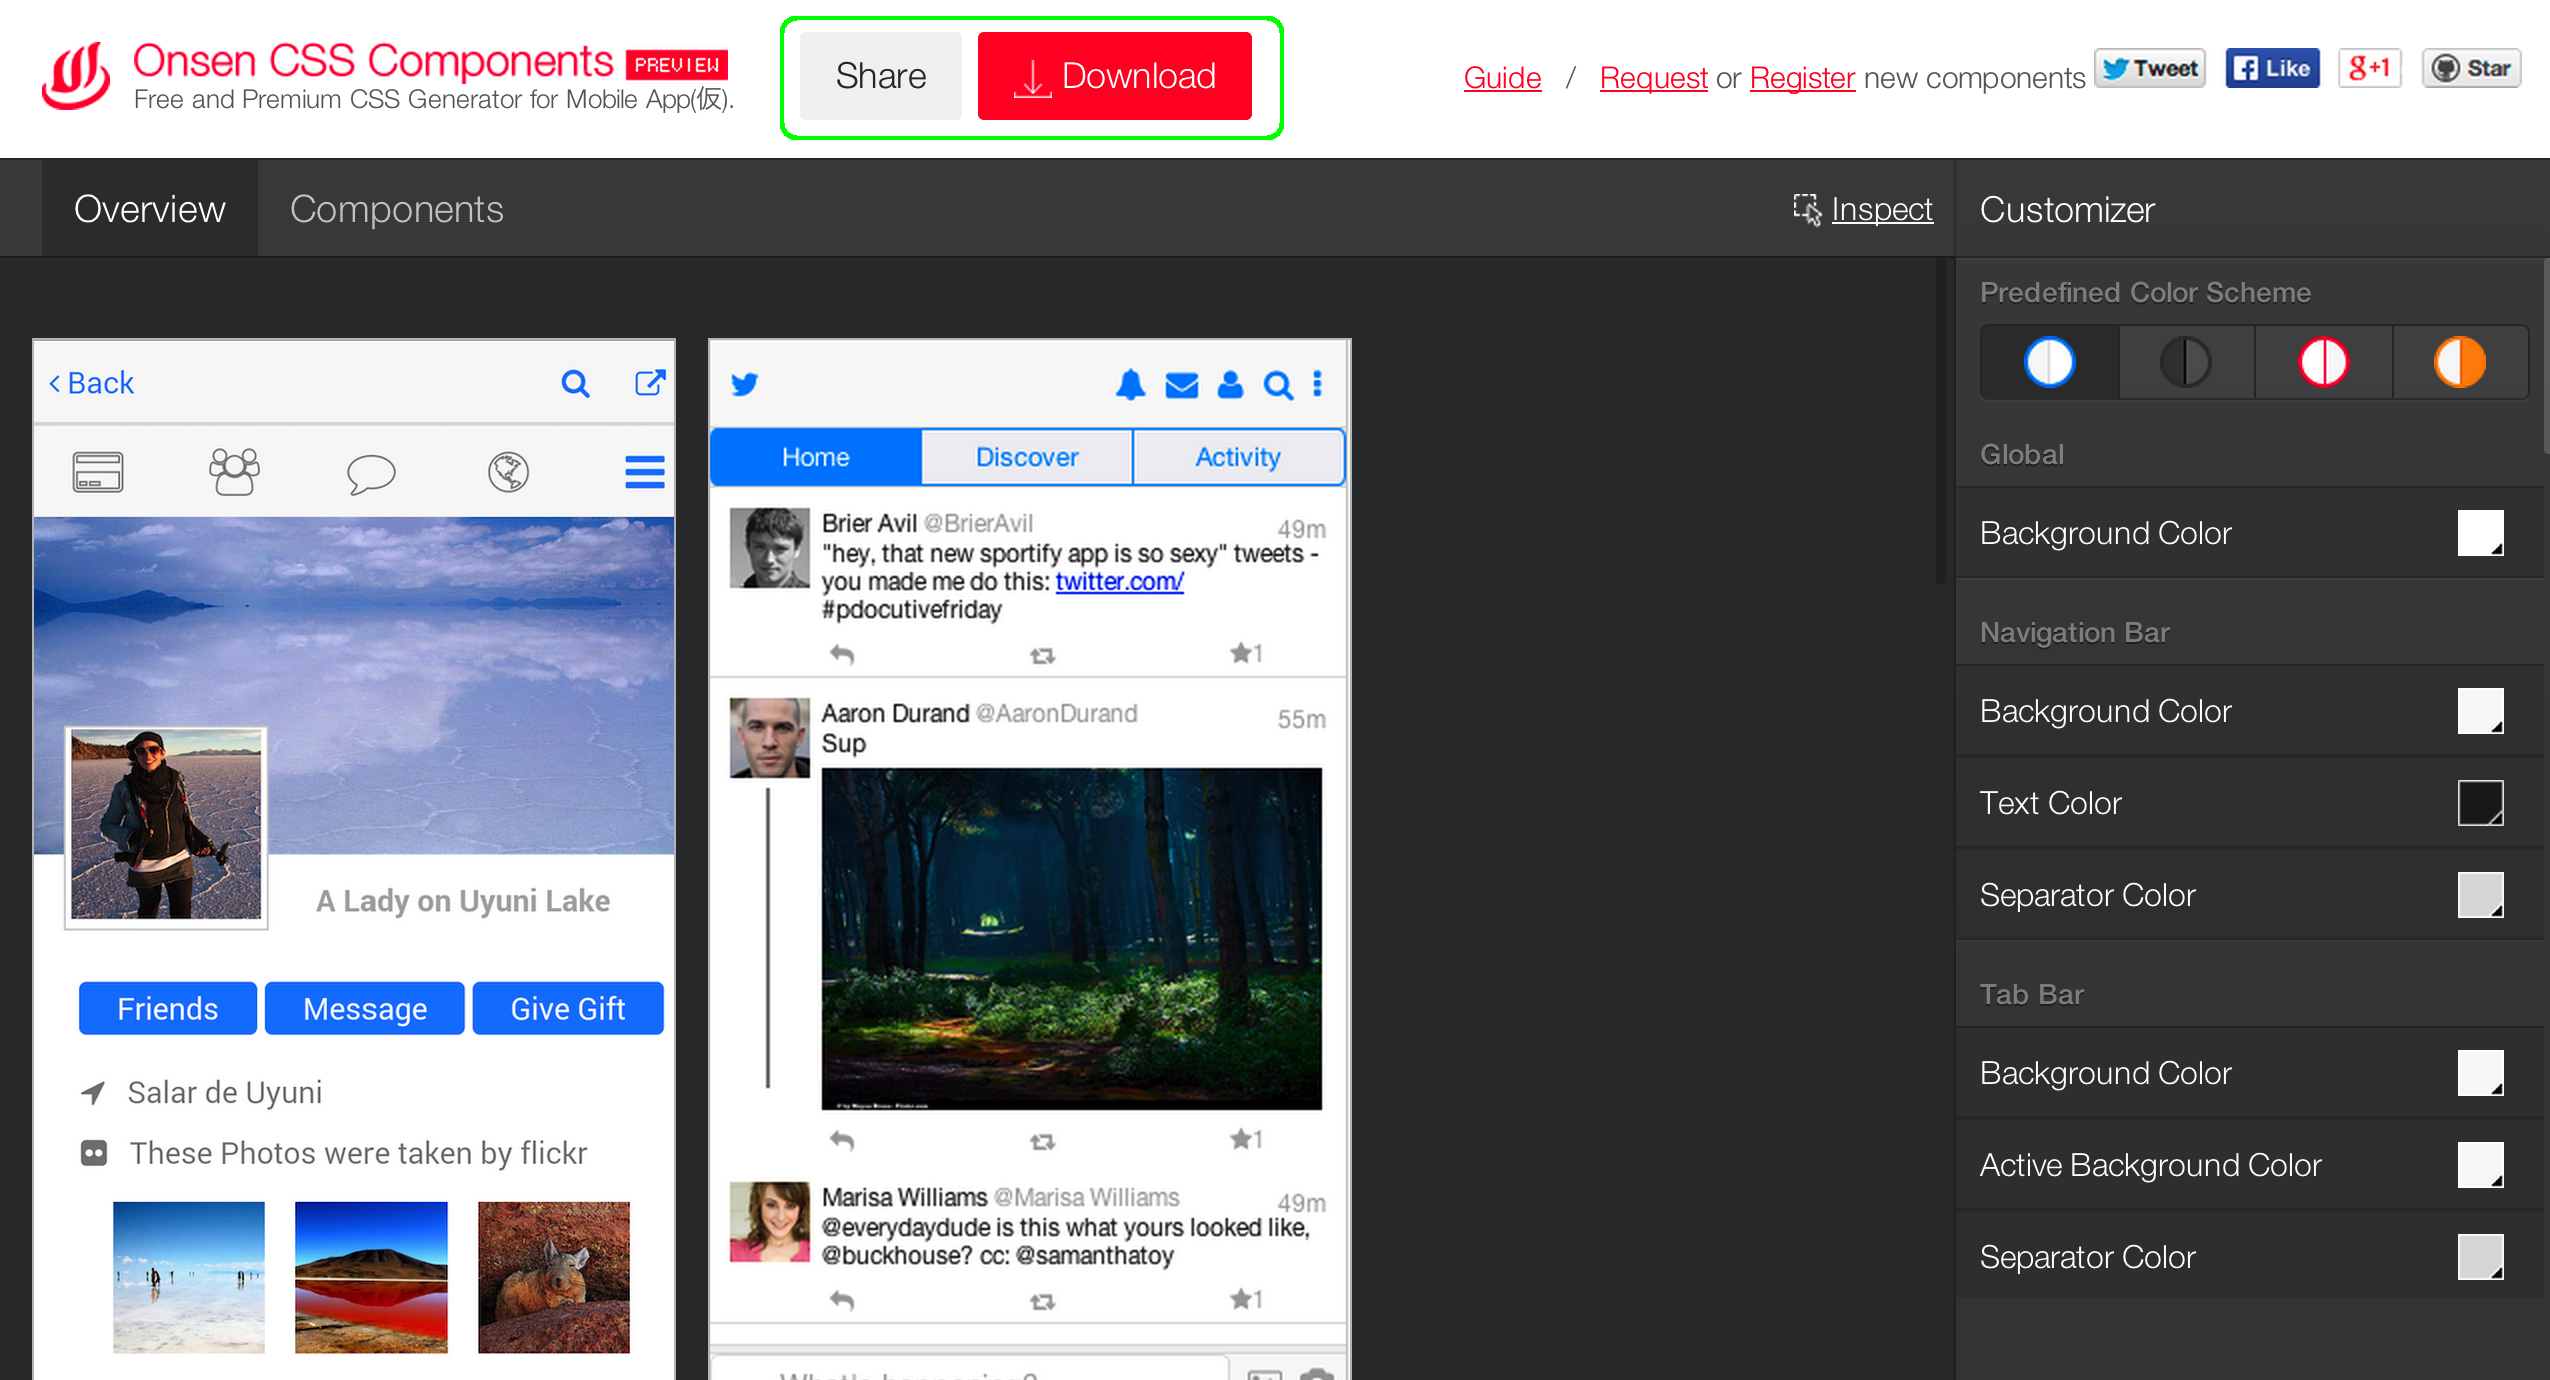 Onsen CSS Components PREVIEW
Free and Premium CSS Generator for Mobile App(仮).
Share
Download
Guide / Request or Register new components
Tweet
Like
g+1
Star
Overview
Components
Inspect
Customizer
Back
A Lady on Uyuni Lake
Friends
Message
Give Gift
Salar de Uyuni
These Photos were taken by flickr
Home
Discover
Activity
Brier Avil @BrierAvil
49m
"hey, that new sportify app is so sexy" tweets -
you made me do this: twitter.com/
#pdocutivefriday
1
Aaron Durand @AaronDurand
55m
Sup
1
Marisa Williams @Marisa Williams
49m
@everydaydude is this what yours looked like,
@buckhouse? cc: @samanthatoy
1
What's happening?
Predefined Color Scheme
Global
Background Color
Navigation Bar
Background Color
Text Color
Separator Color
Tab Bar
Background Color
Active Background Color
Separator Color